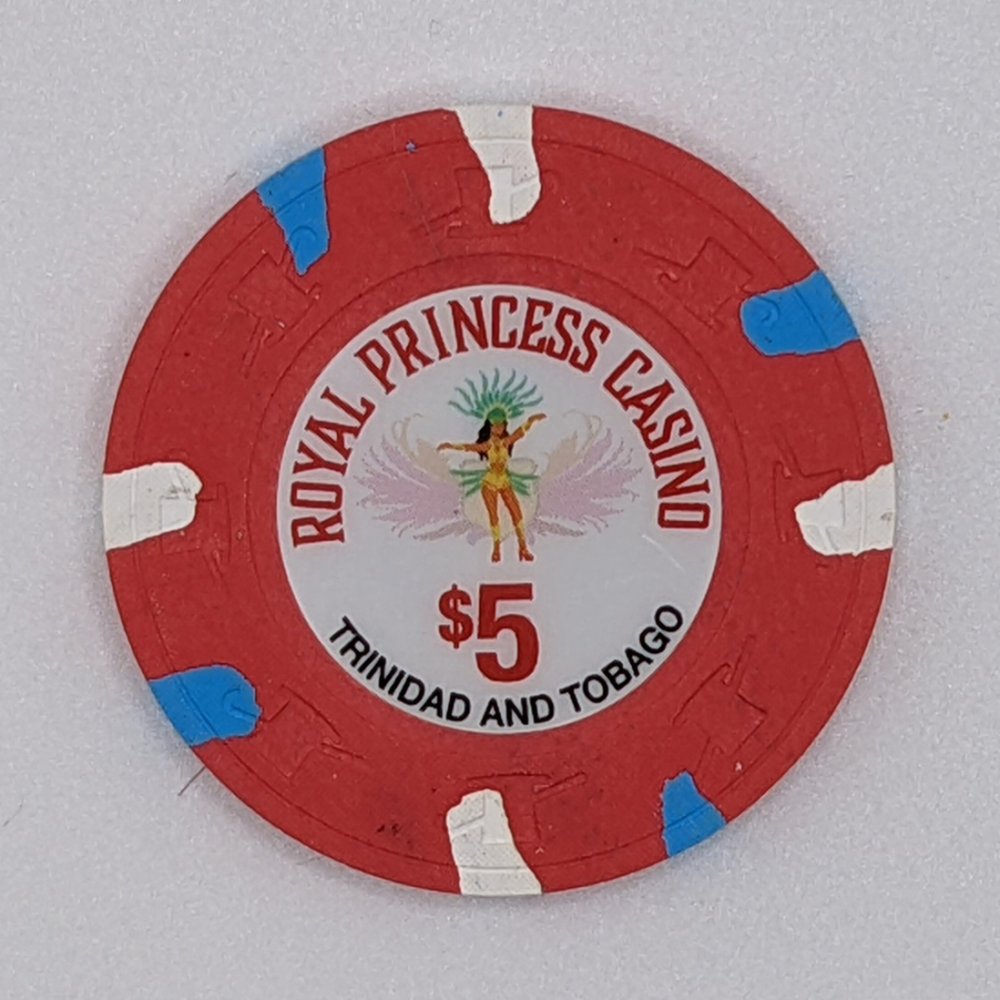 ROYAL PRINCESS CASINO
$5
TRINIDAD AND TOBAGO